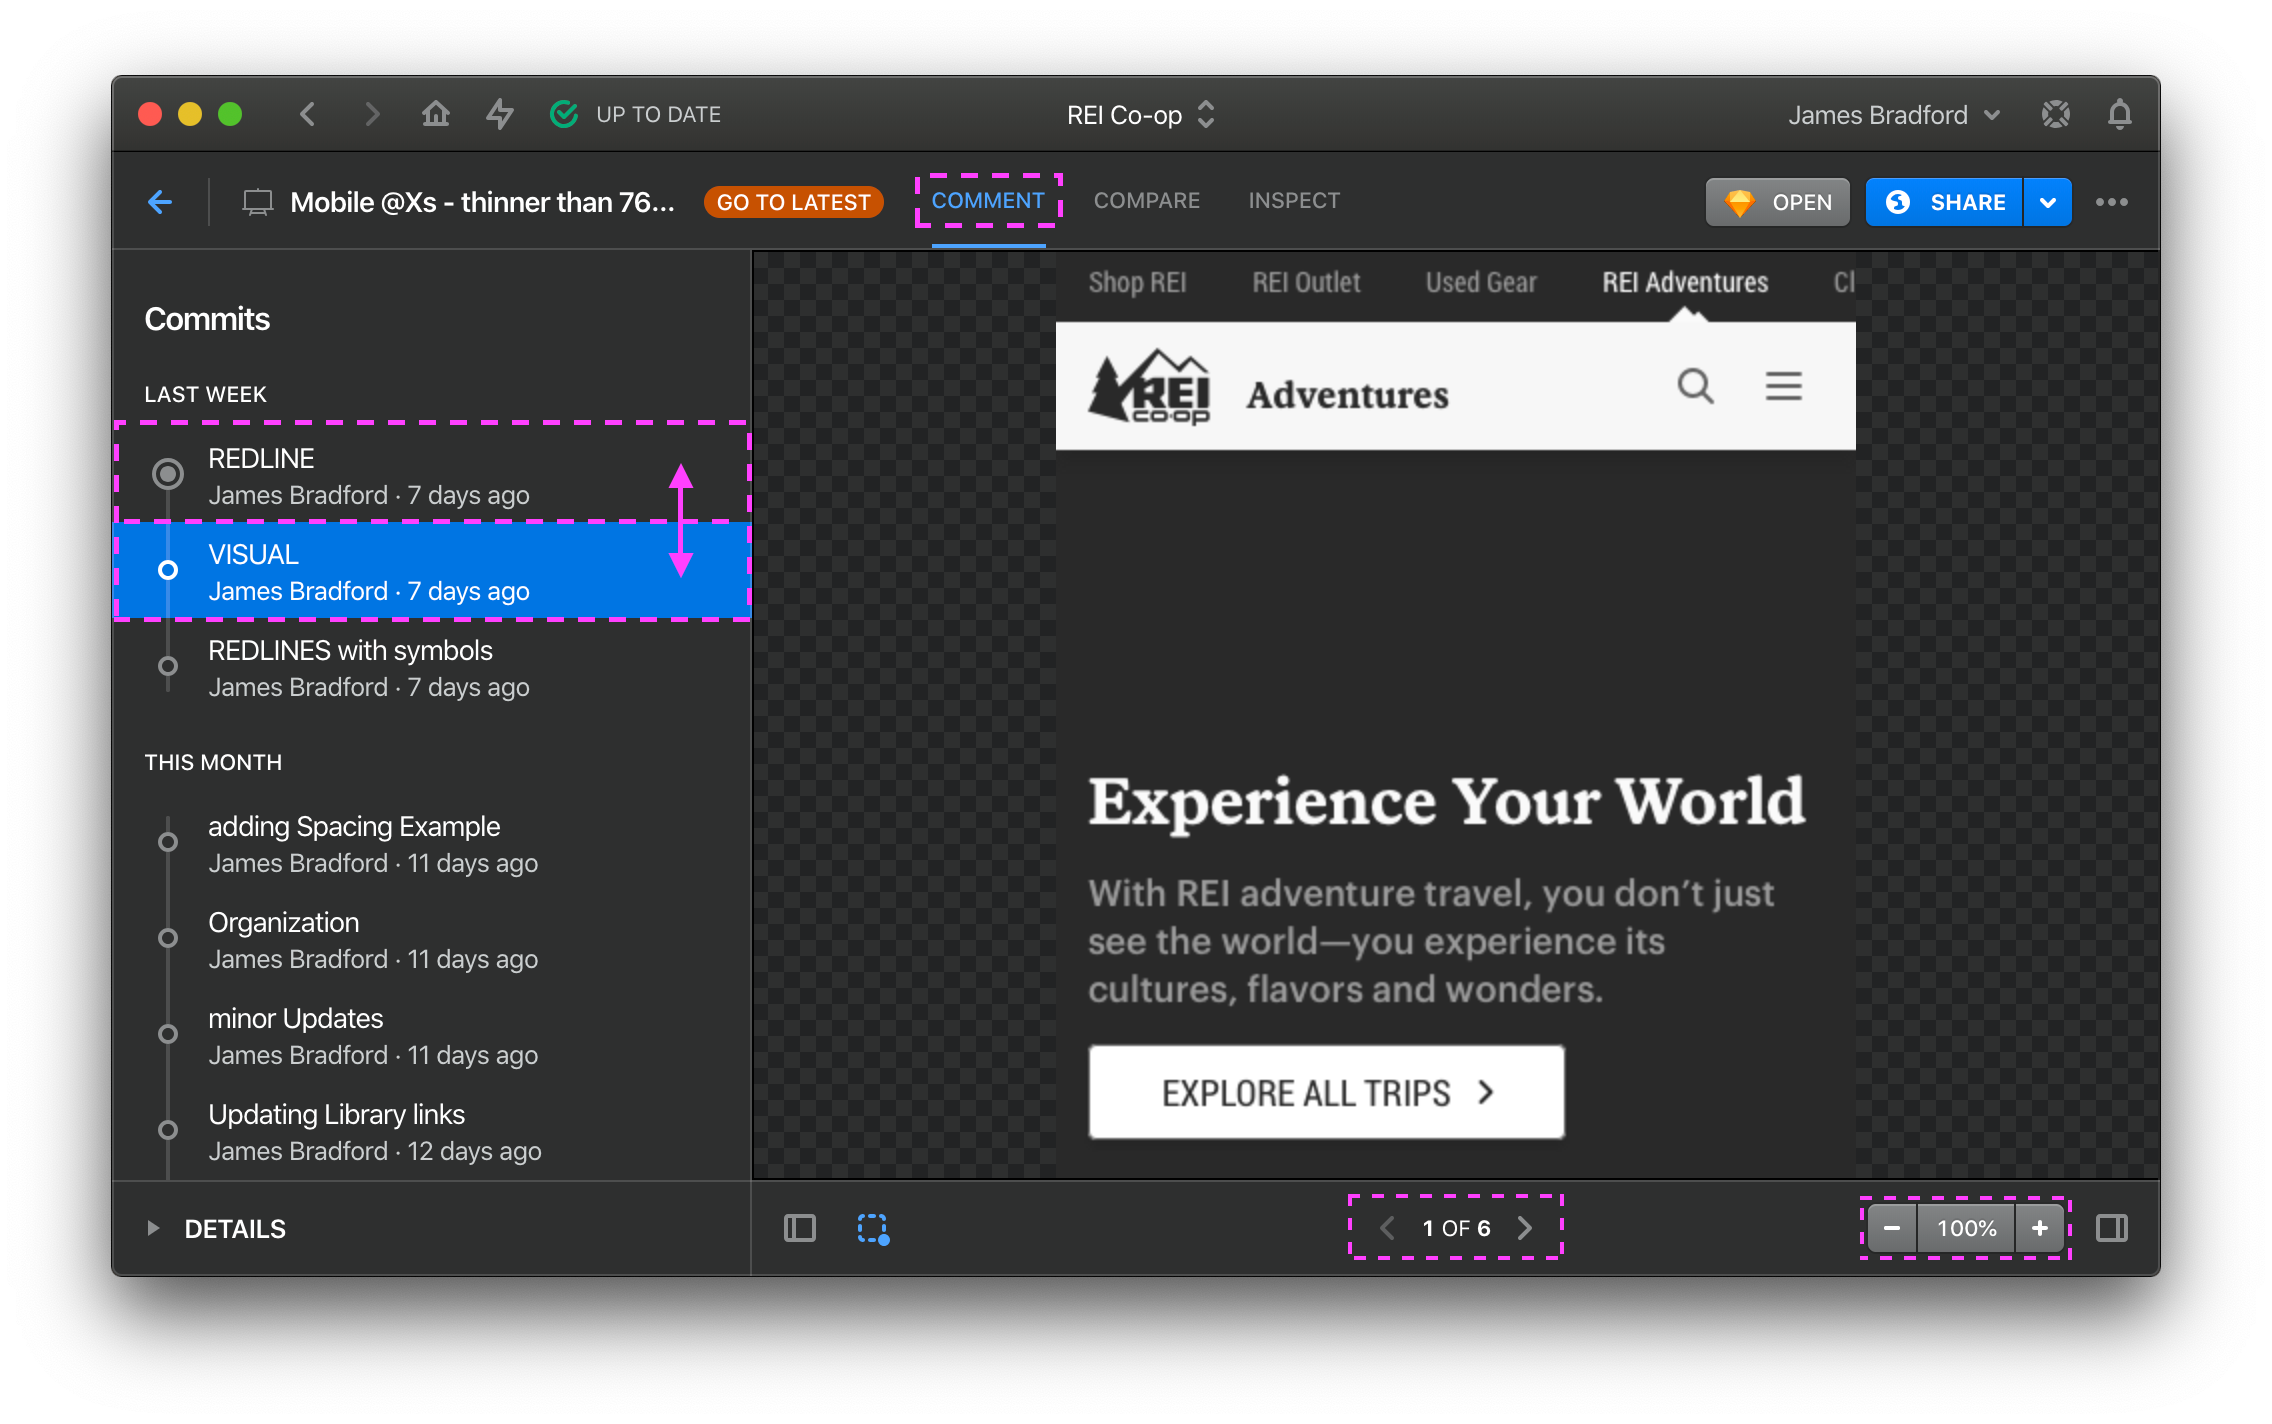 UP TO DATE
REI Co-op
James Bradford
Mobile @Xs - thinner than 76...
GO TO LATEST
COMMENT
COMPARE
INSPECT
OPEN
SHARE
Commits
LAST WEEK
REDLINE
James Bradford · 7 days ago
VISUAL
James Bradford · 7 days ago
REDLINES with symbols
James Bradford · 7 days ago
THIS MONTH
adding Spacing Example
James Bradford · 11 days ago
Organization
James Bradford · 11 days ago
minor Updates
James Bradford · 11 days ago
Updating Library links
James Bradford · 12 days ago
DETAILS
Shop REI
REI Outlet
Used Gear
REI Adventures
Cl
REI
CO·OP
Adventures
Experience Your World
With REI adventure travel, you don’t just
see the world—you experience its
cultures, flavors and wonders.
EXPLORE ALL TRIPS
1 OF 6
100%